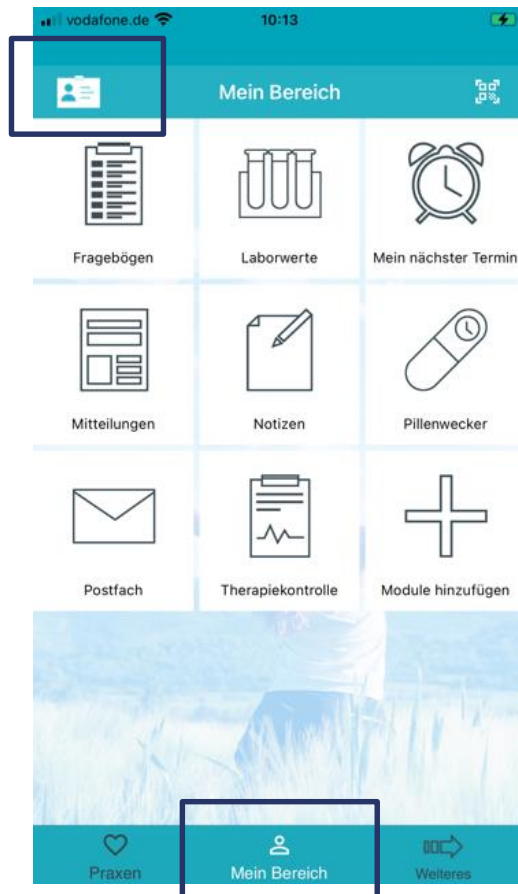 vodafone.de 10:13
Mein Bereich
Fragebögen Laborwerte Mein nächster Termin
Mitteilungen Notizen Pillenwecker
Postfach Therapiekontrolle Module hinzufügen
Praxen Mein Bereich Weiteres